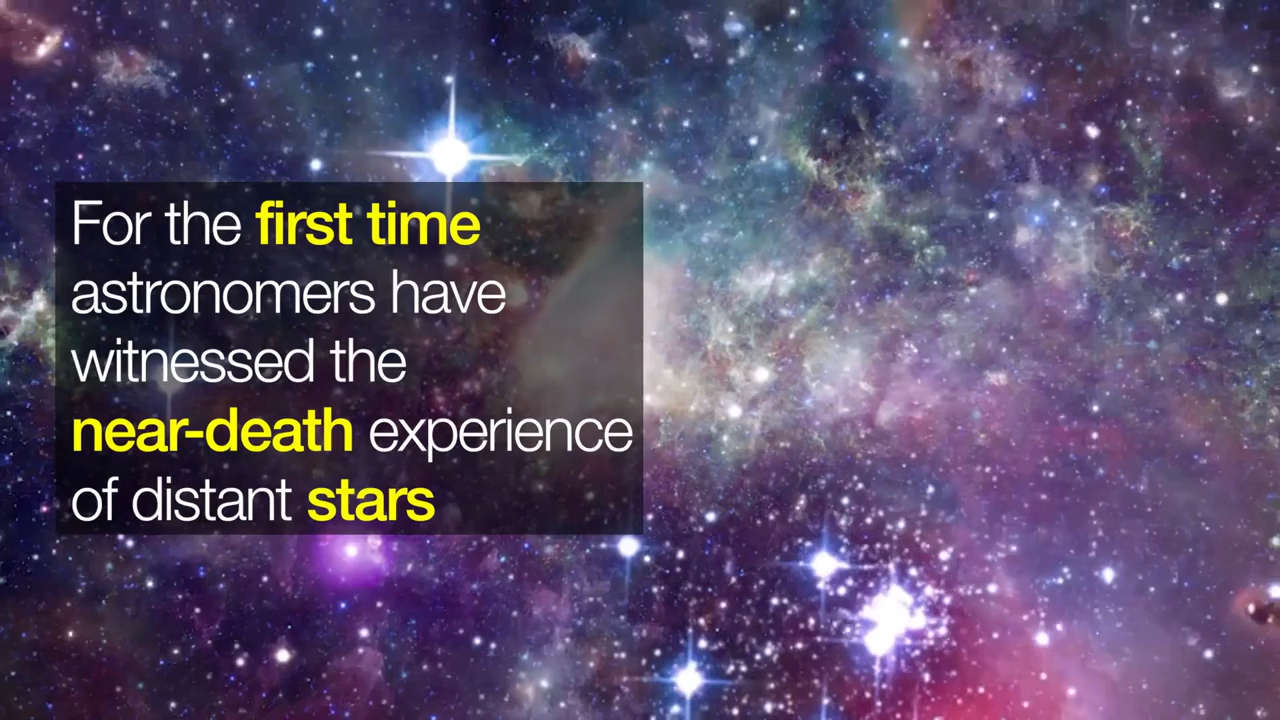 For the first time
astronomers have
witnessed the
near-death experience
of distant stars